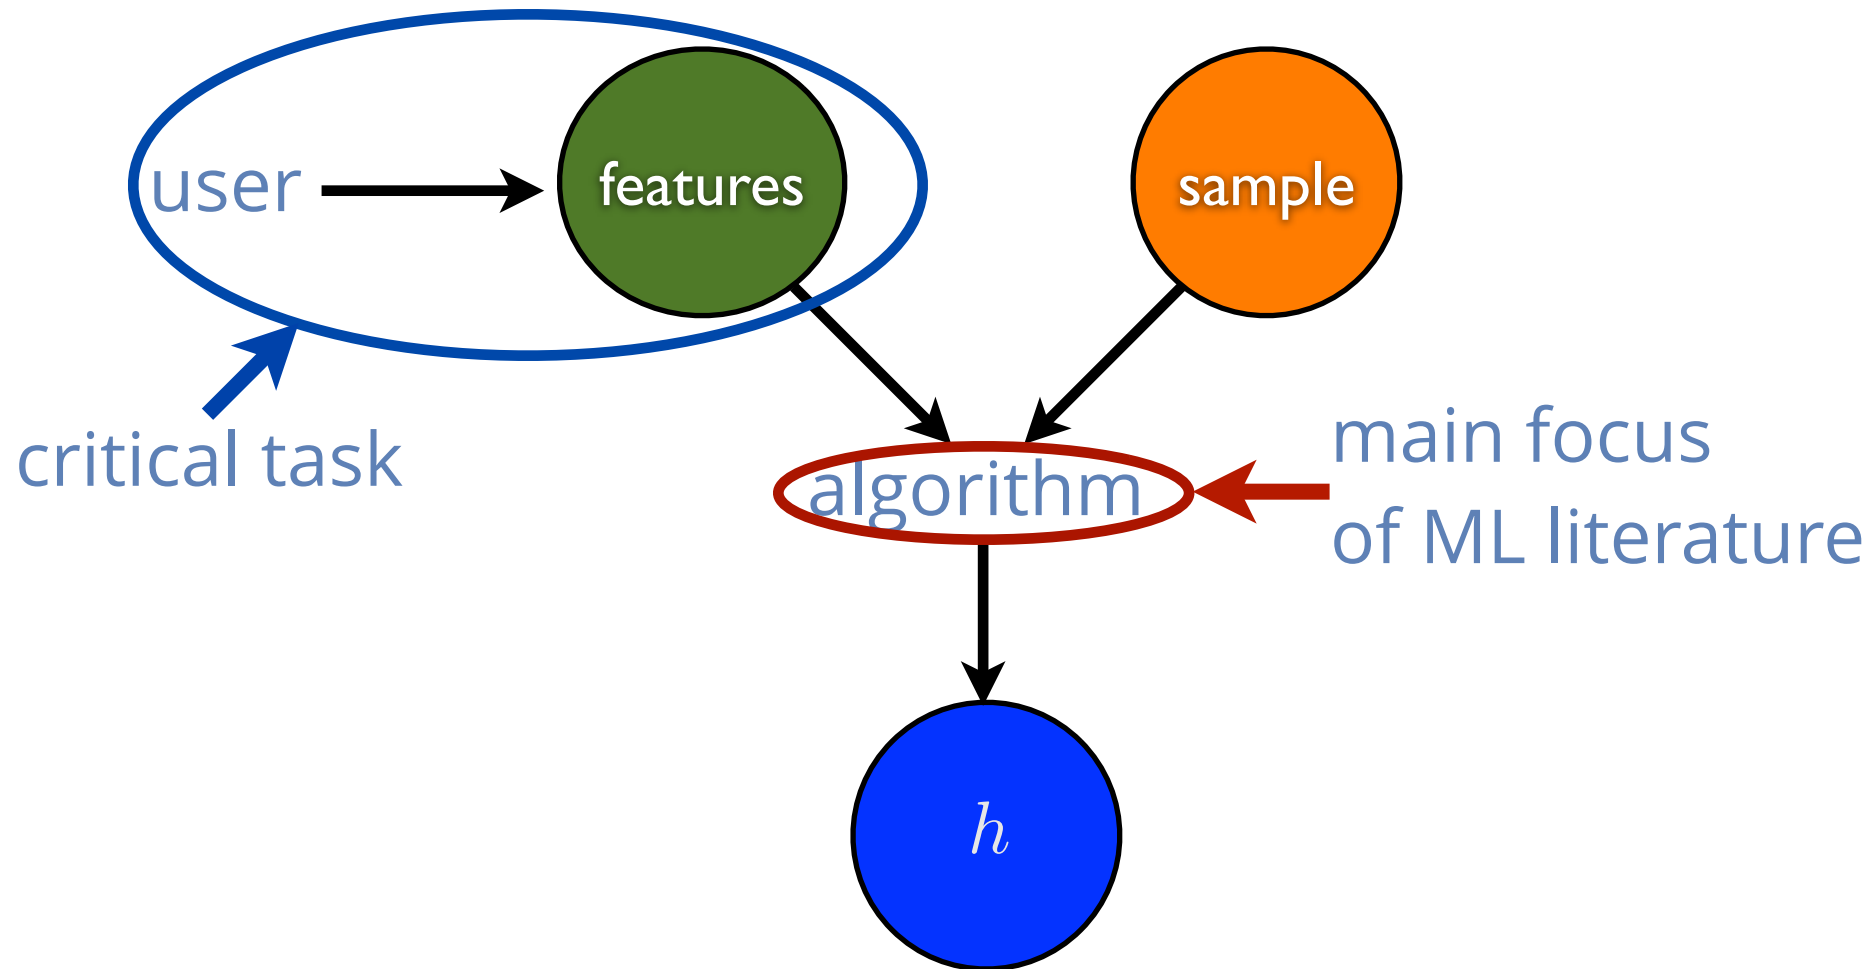 user
features
sample
critical task
algorithm
main focus
of ML literature
h